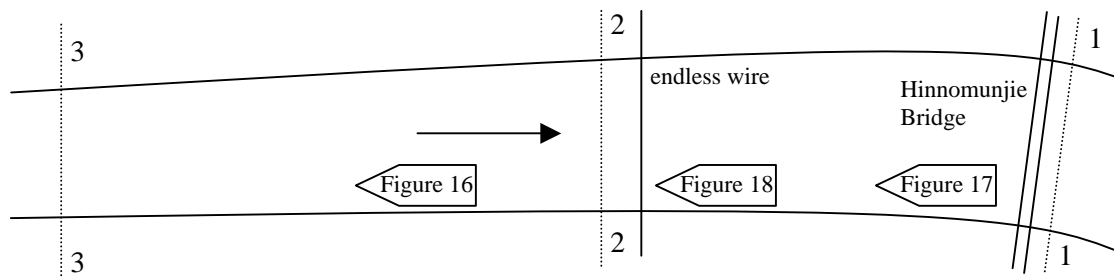 3
2
1
endless wire
Hinnomunjie
Bridge
Figure 16
Figure 18
Figure 17
3
2
1